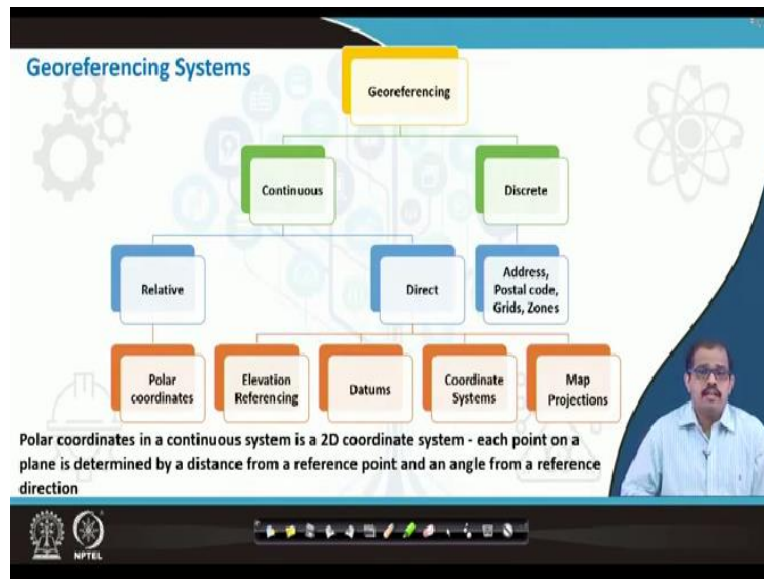 Georeferencing Systems
Georeferencing
Continuous
Discrete
Relative
Direct
Address,
Postal code,
Grids, Zones
Polar
coordinates
Elevation
Referencing
Datums
Coordinate
Systems
Map
Projections
Polar coordinates in a continuous system is a 2D coordinate system - each point on a
plane is determined by a distance from a reference point and an angle from a reference
direction
NPTEL